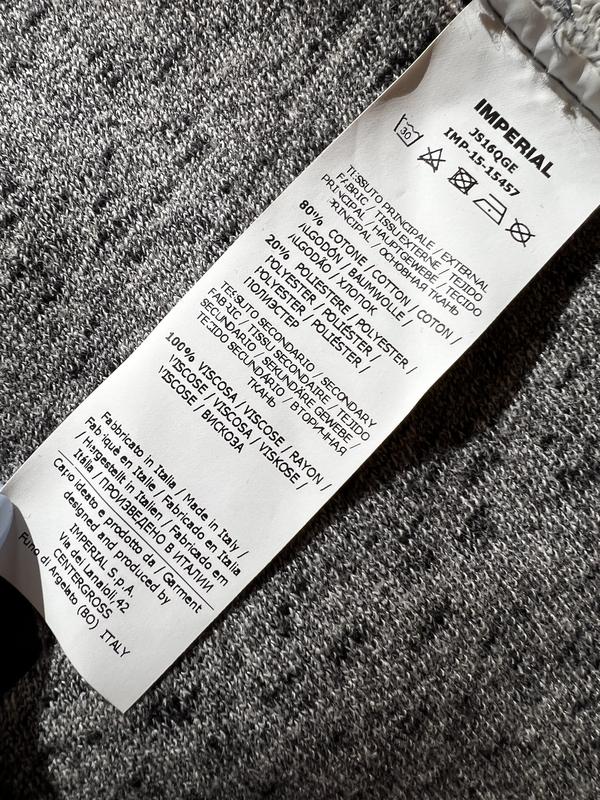 IMPERIAL
JS16QGE
IMP-15-15457
30
TESSUTO PRINCIPALE / EXTERNAL
FABRIC / TISSU EXTERNE / TEJIDO
PRINCIPAL / HAUPTGEWEBE / TECIDO
PRINCIPAL / ОСНОВНАЯ ТКАНЬ
80% COTONE / COTTON / COTON /
ALGODÓN / BAUMWOLLE /
ALGODÃO / ХЛОПОК
20% POLIESTERE / POLYESTER /
POLYESTER / POLIÉSTER /
POLYESTER / POLIÉSTER /
ПОЛИЭСТЕР
TESSUTO SECONDARIO / SECONDARY
FABRIC / TISSU SECONDAIRE / TEJIDO
SECUNDARIO / SEKUNDÄRE GEWEBE /
TECIDO SECUNDÁRIO / ВТОРИЧНАЯ
ТКАНЬ
100% VISCOSA / VISCOSE / RAYON /
VISCOSE / VISCOSA / VISKOSE /
VISCOSE / ВИСКОЗА
Fabbricato in Italia / Made in Italy /
Fabriqué en Italie / Fabricado en Italia
/ Hargestellt in Italien / Fabricado em
Itália / ПРОИЗВЕДЕНО В ИТАЛИИ
Capo ideato e prodotto da / Garment
designed and produced by
IMPERIAL S.p.A.
Via dei Lanaioli, 42
CENTERGROSS
Funo di Argelato (BO) ITALY